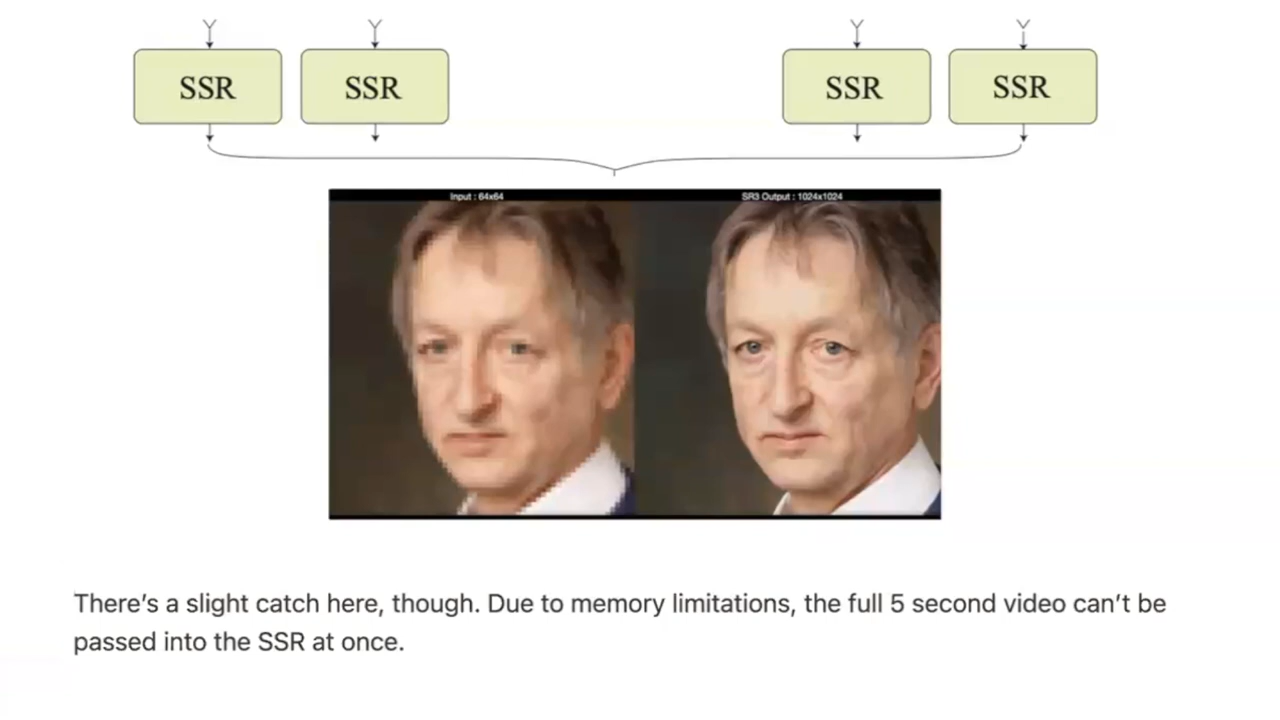 SSR SSR SSR SSR
Input : 64x64 SR3 Output : 1024x1024
There’s a slight catch here, though. Due to memory limitations, the full 5 second video can’t be
passed into the SSR at once.